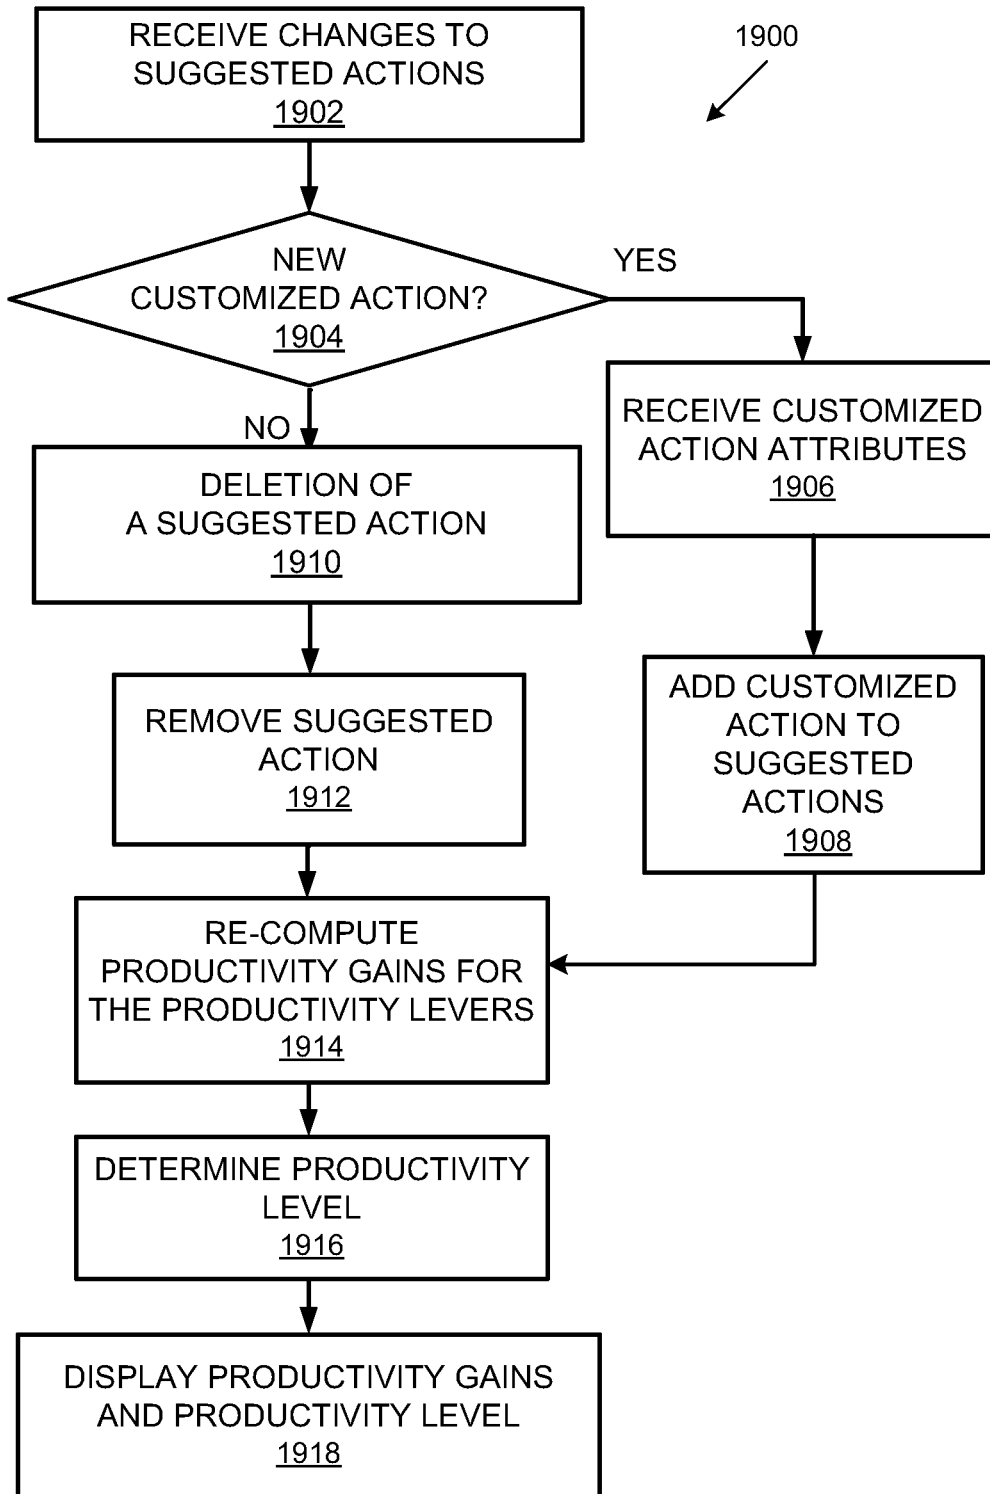 RECEIVE CHANGES TO
SUGGESTED ACTIONS
1902
1900
NEW
CUSTOMIZED ACTION?
1904
YES
NO
RECEIVE CUSTOMIZED
ACTION ATTRIBUTES
1906
DELETION OF
A SUGGESTED ACTION
1910
ADD CUSTOMIZED
ACTION TO
SUGGESTED
ACTIONS
1908
REMOVE SUGGESTED
ACTION
1912
RE-COMPUTE
PRODUCTIVITY GAINS FOR
THE PRODUCTIVITY LEVERS
1914
DETERMINE PRODUCTIVITY
LEVEL
1916
DISPLAY PRODUCTIVITY GAINS
AND PRODUCTIVITY LEVEL
1918